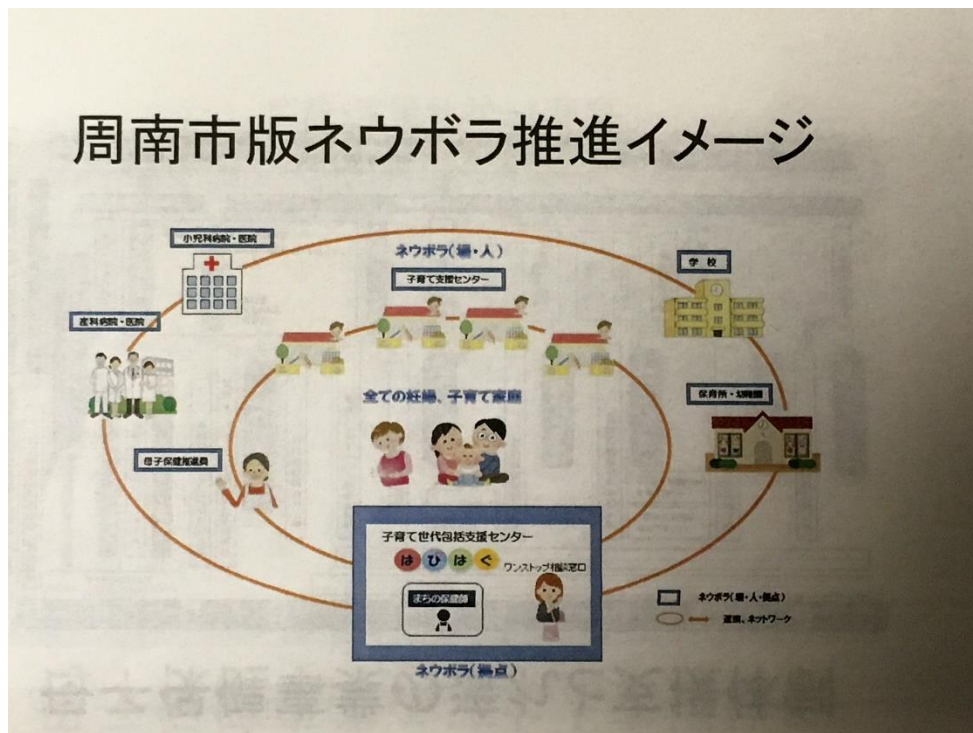 周南市版ネウボラ推進イメージ
小児科病院・医院
ネウボラ(場・人)
子育て支援センター
学 校
産科病院・医院
全ての妊婦、子育て家庭
保育所・幼稚園
母子保健推進員
子育て世代包括支援センター
はぴはぐ
ワンストップ相談窓口
まちの保健師
ネウボラ(場・人・拠点)
連携、ネットワーク
ネウボラ(拠点)